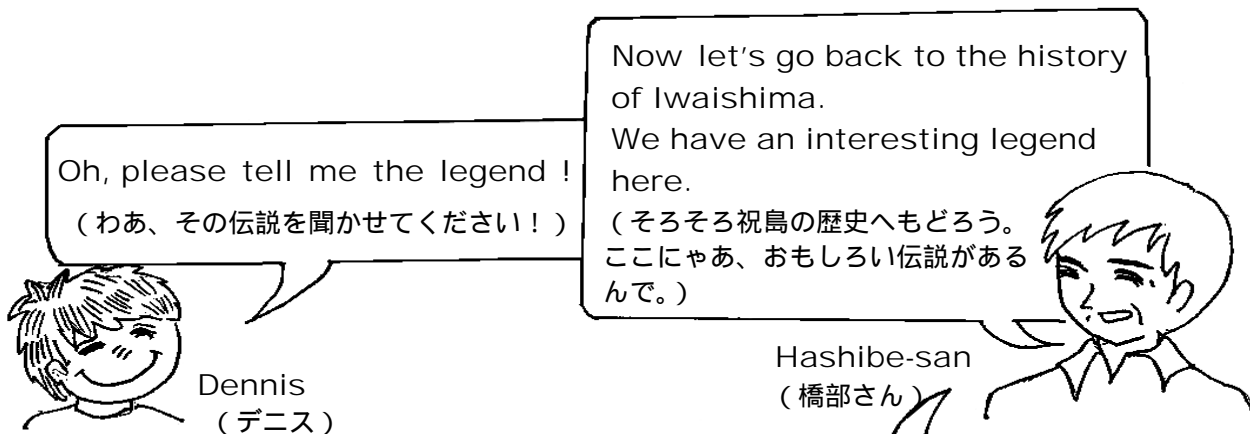 Now let's go back to the history
of Iwaishima.
We have an interesting legend
here.
(そろそろ祝島の歴史へもどろう。
ここにゃあ、おもしろい伝説がある
んで。)
Hashibe-san
(橋部さん)
Oh, please tell me the legend !
(わあ、その伝説を聞かせてください!)
Dennis
(デニス)